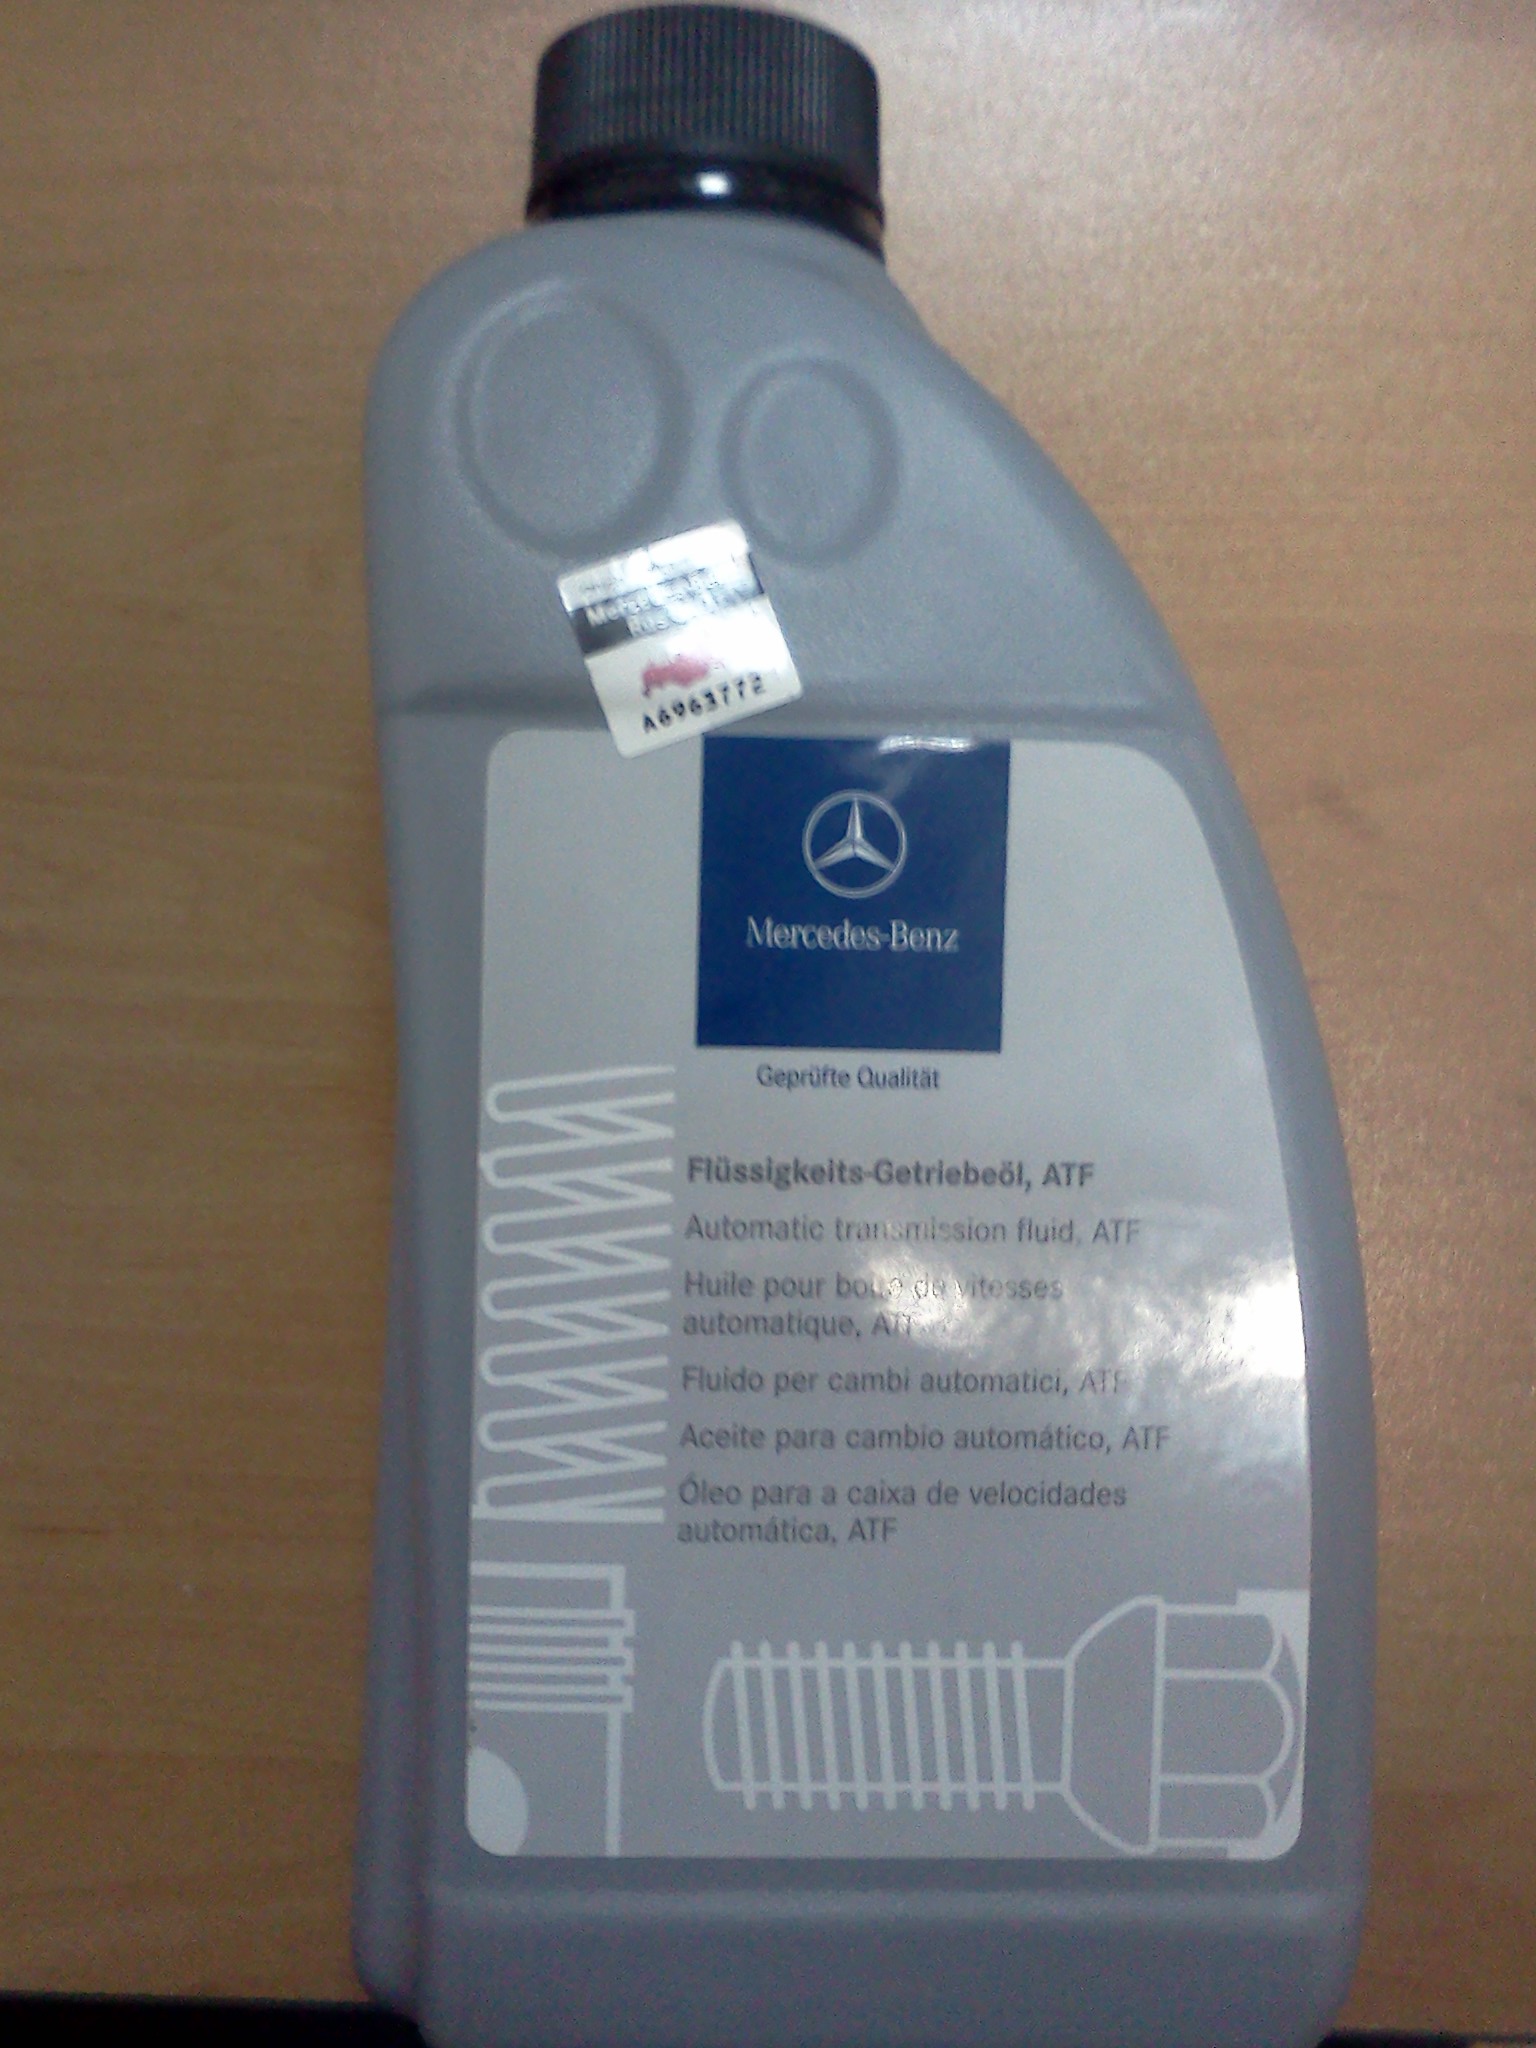 A6963772
Mercedes-Benz
Geprüfte Qualität
Flüssigkeits-Getriebeöl, ATF
Automatic transmission fluid, ATF
Huile pour boîte de vitesses
automatique, ATF
Fluido per cambi automatici, ATF
Aceite para cambio automático, ATF
Óleo para a caixa de velocidades
automática, ATF